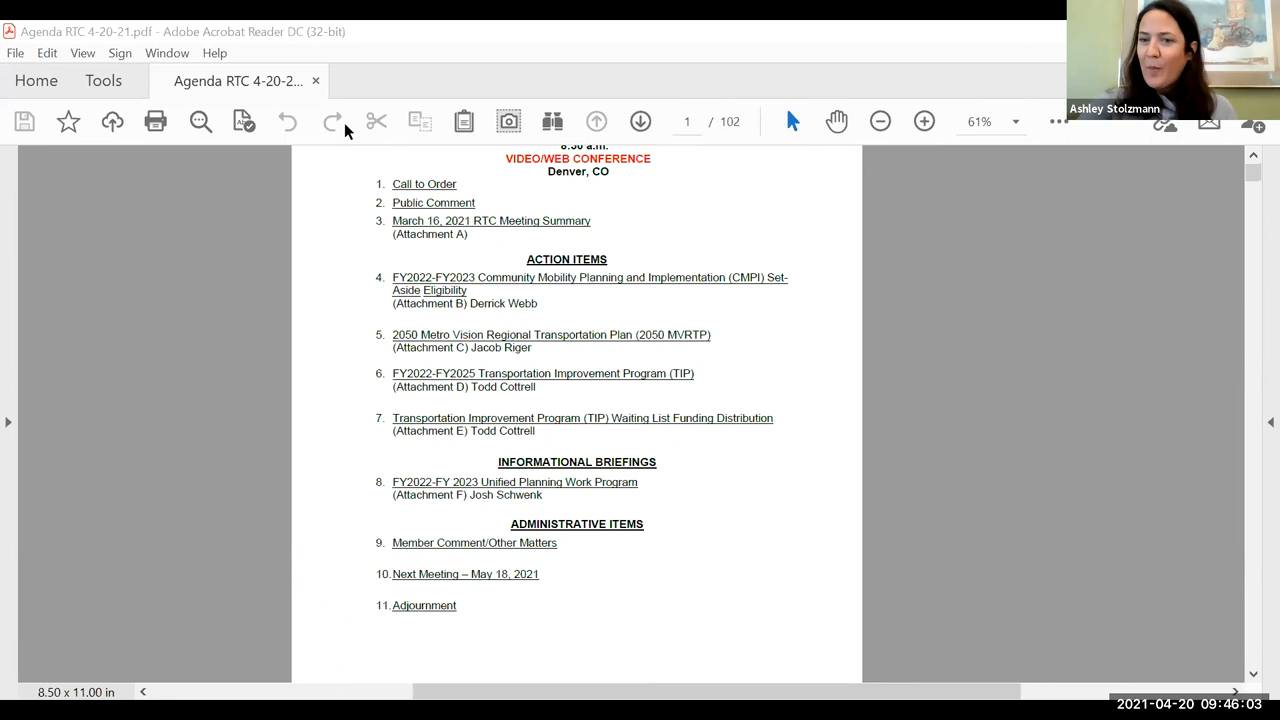 Agenda RTC 4-20-21.pdf - Adobe Acrobat Reader DC (32-bit)
File Edit View Sign Window Help
Home Tools Agenda RTC 4-20-2... ×
1 / 102 61%
Ashley Stolzmann
8:30 a.m.
VIDEO/WEB CONFERENCE
Denver, CO
1. Call to Order
2. Public Comment
3. March 16, 2021 RTC Meeting Summary
(Attachment A)
ACTION ITEMS
4. FY2022-FY2023 Community Mobility Planning and Implementation (CMPI) Set-
Aside Eligibility
(Attachment B) Derrick Webb
5. 2050 Metro Vision Regional Transportation Plan (2050 MVRTP)
(Attachment C) Jacob Riger
6. FY2022-FY2025 Transportation Improvement Program (TIP)
(Attachment D) Todd Cottrell
7. Transportation Improvement Program (TIP) Waiting List Funding Distribution
(Attachment E) Todd Cottrell
INFORMATIONAL BRIEFINGS
8. FY2022-FY 2023 Unified Planning Work Program
(Attachment F) Josh Schwenk
ADMINISTRATIVE ITEMS
9. Member Comment/Other Matters
10. Next Meeting – May 18, 2021
11. Adjournment
8.50 x 11.00 in
2021-04-20 09:46:03